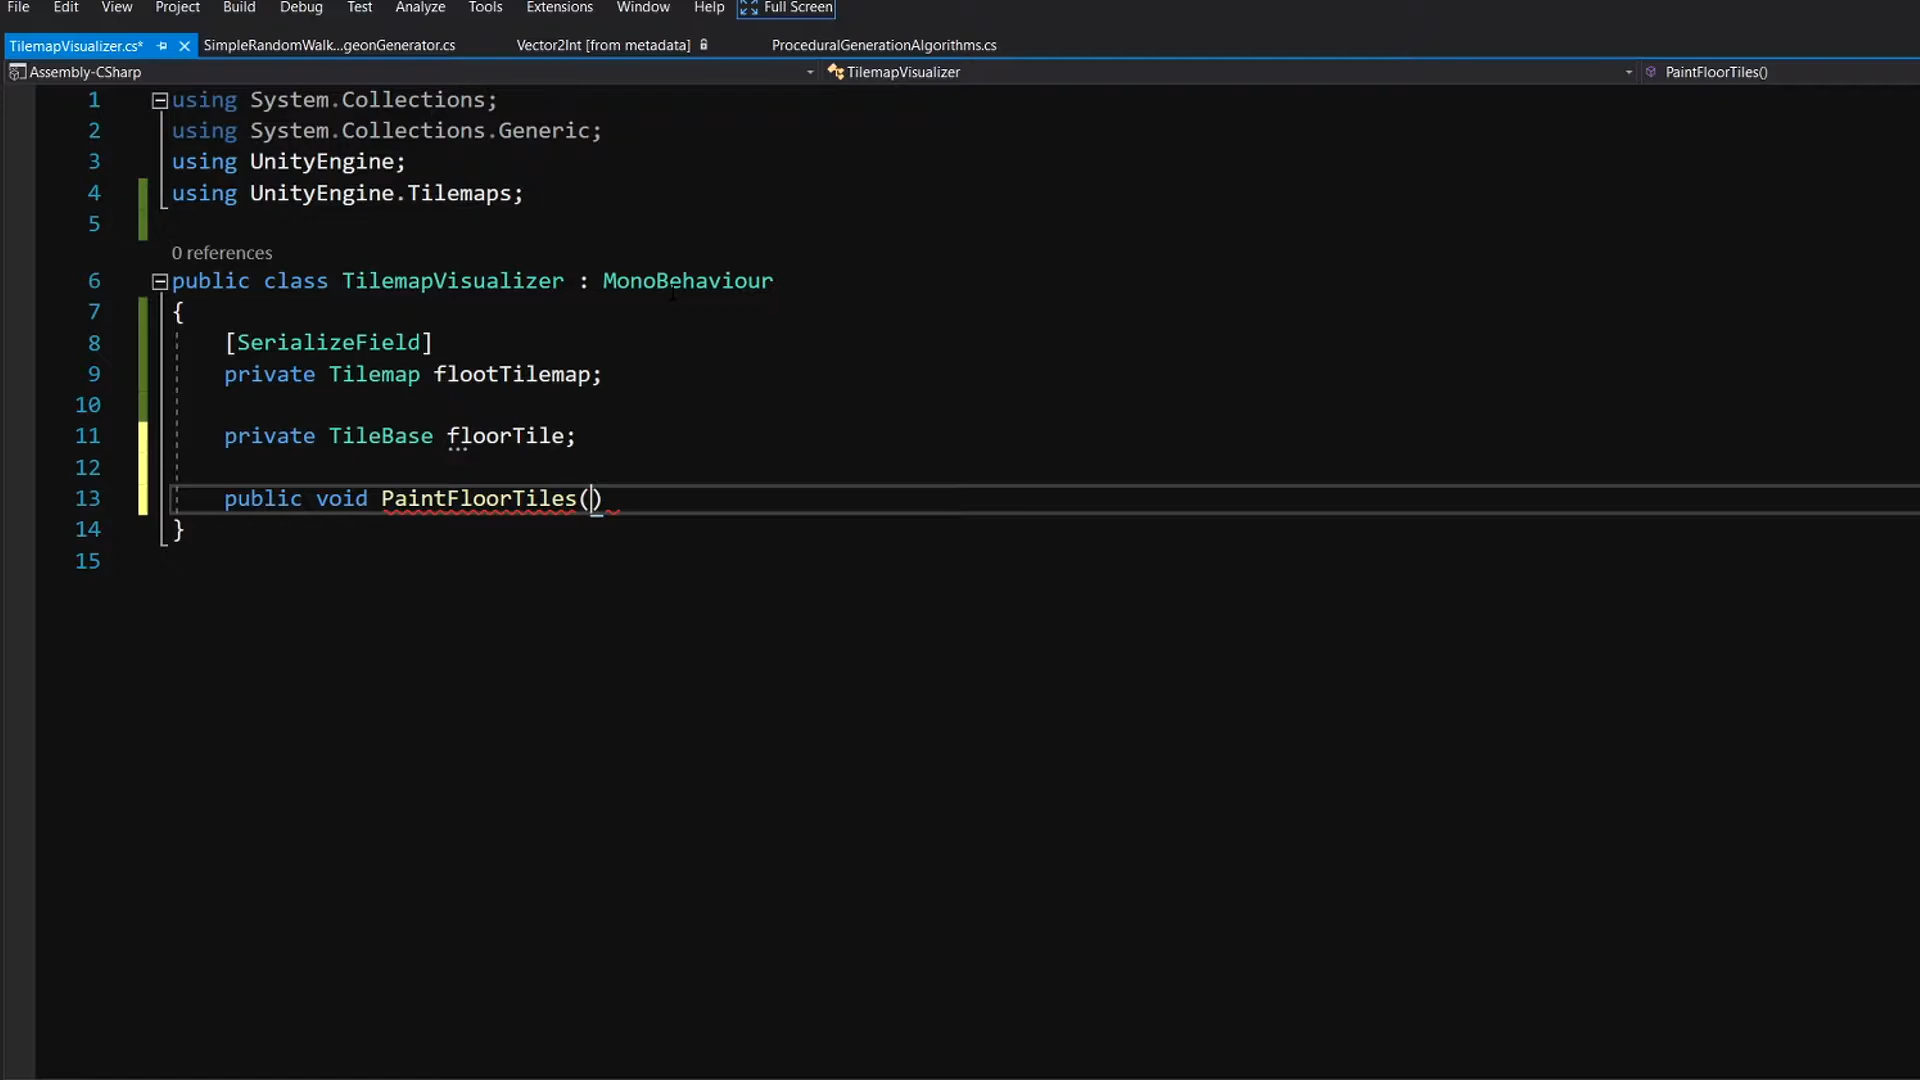 File Edit View Project Build Debug Test Analyze Tools Extensions Window Help Full Screen
TilemapVisualizer.cs* SimpleRandomWalk...geonGenerator.cs Vector2Int [from metadata] ProceduralGenerationAlgorithms.cs
Assembly-CSharp TilemapVisualizer PaintFloorTiles()
1 using System.Collections;
2 using System.Collections.Generic;
3 using UnityEngine;
4 using UnityEngine.Tilemaps;
5
0 references
6 public class TilemapVisualizer : MonoBehaviour
7 {
8 [SerializeField]
9 private Tilemap flootTilemap;
10
11 private TileBase floorTile;
12
13 public void PaintFloorTiles()
14 }
15